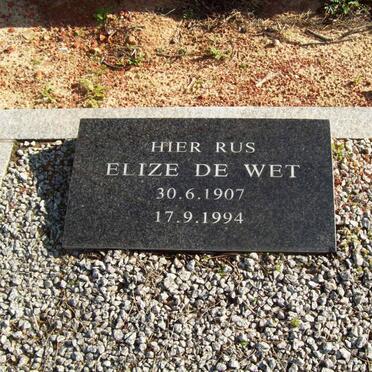 HIER RUS
ELIZE DE WET
30.6.1907
17.9.1994